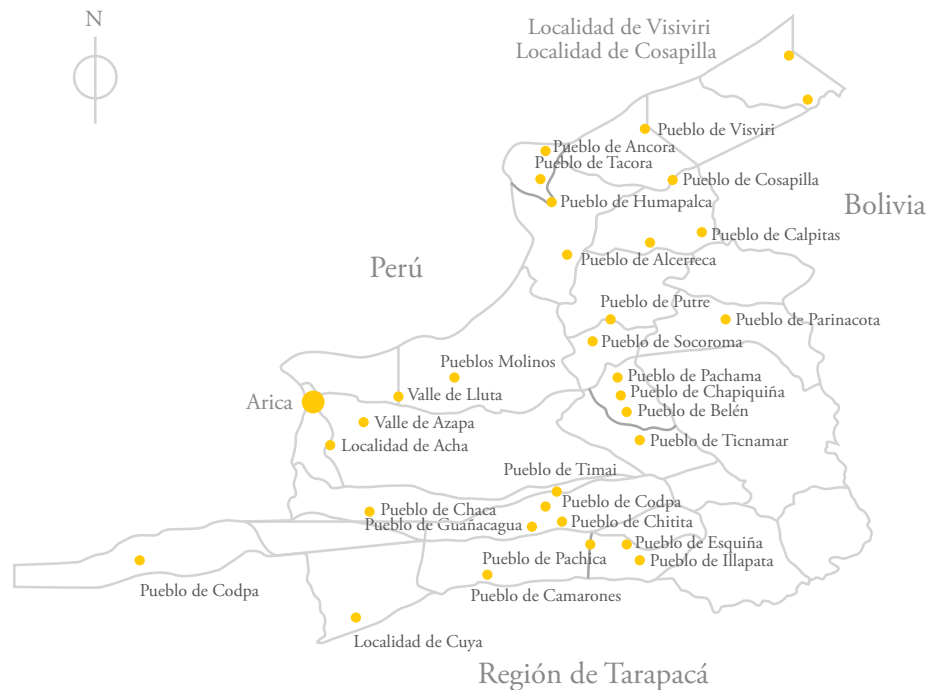 N
Localidad de Visiviri
Localidad de Cosapilla
Pueblo de Visviri
Pueblo de Ancora
Pueblo de Tacora
Pueblo de Cosapilla
Pueblo de Humapalca
Bolivia
Pueblo de Calpitas
Pueblo de Alcerreca
Perú
Pueblo de Putre
Pueblo de Parinacota
Pueblo de Socoroma
Pueblos Molinos
Pueblo de Pachama
Pueblo de Chapiquiña
Valle de Lluta
Arica
Pueblo de Belén
Valle de Azapa
Pueblo de Ticnamar
Localidad de Acha
Pueblo de Timai
Pueblo de Codpa
Pueblo de Chaca
Pueblo de Guañacagua
Pueblo de Chitita
Pueblo de Esquiña
Pueblo de Pachica
Pueblo de Illapata
Pueblo de Codpa
Pueblo de Camarones
Localidad de Cuya
Región de Tarapacá